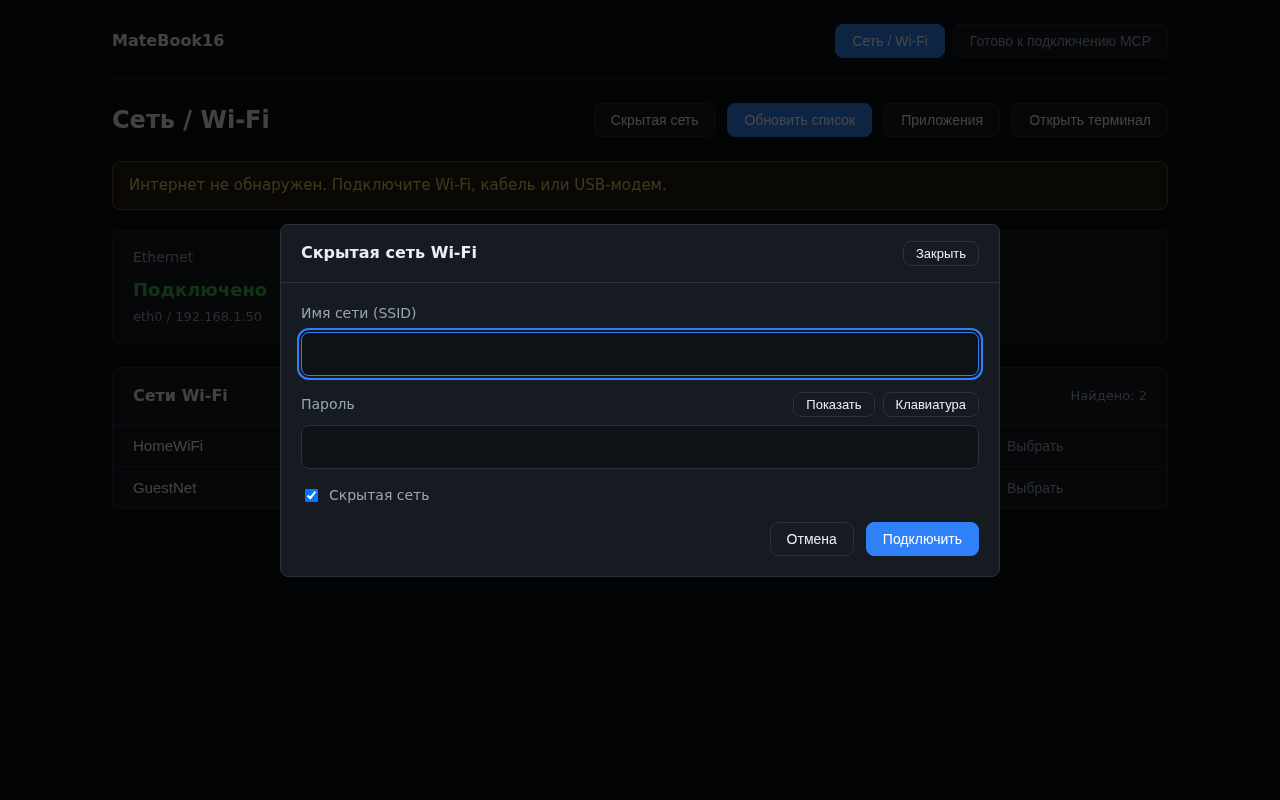 MateBook16
Сеть / Wi-Fi
Готово к подключению MCP
Сеть / Wi-Fi
Скрытая сеть
Обновить список
Приложения
Открыть терминал
Интернет не обнаружен. Подключите Wi-Fi, кабель или USB-модем.
Ethernet
Подключено
eth0 / 192.168.1.50
Скрытая сеть Wi-Fi
Закрыть
Имя сети (SSID)
Пароль
Показать
Клавиатура
Скрытая сеть
Отмена
Подключить
Сети Wi-Fi
Найдено: 2
HomeWiFi
Выбрать
GuestNet
Выбрать